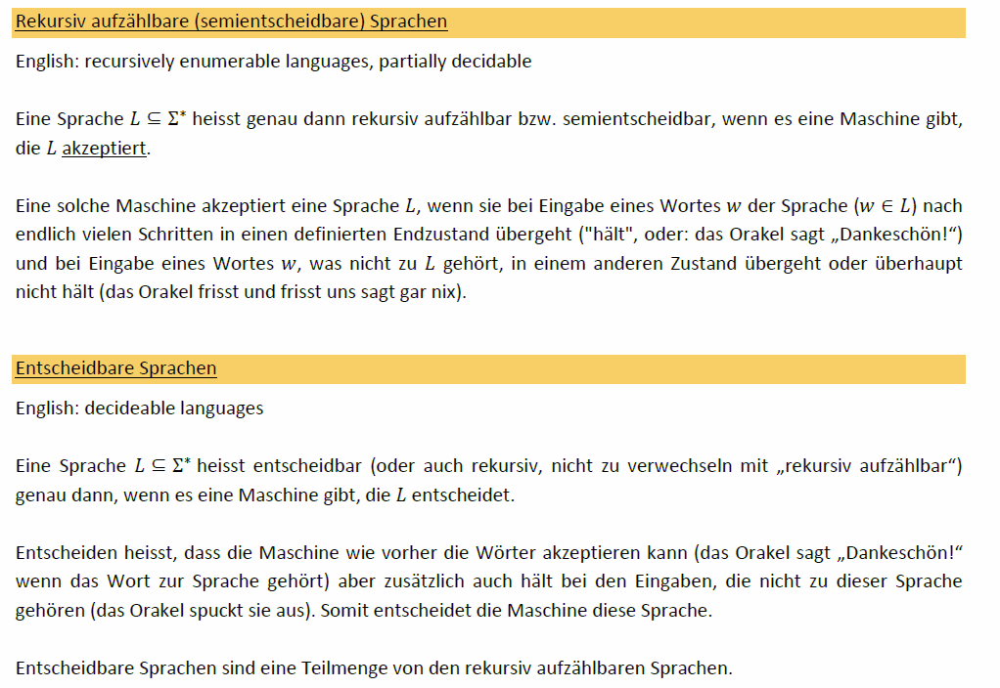 Rekursiv aufzählbare (semientscheidbare) Sprachen
English: recursively enumerable languages, partially decidable
Eine Sprache 𝐿 ⊆ Σ* heisst genau dann rekursiv aufzählbar bzw. semientscheidbar, wenn es eine Maschine gibt,
die 𝐿 akzeptiert.
Eine solche Maschine akzeptiert eine Sprache 𝐿, wenn sie bei Eingabe eines Wortes 𝑤 der Sprache (𝑤 ∈ 𝐿) nach
endlich vielen Schritten in einen definierten Endzustand übergeht ("hält", oder: das Orakel sagt „Dankeschön!“)
und bei Eingabe eines Wortes 𝑤, was nicht zu 𝐿 gehört, in einem anderen Zustand übergeht oder überhaupt
nicht hält (das Orakel frisst und frisst uns sagt gar nix).
Entscheidbare Sprachen
English: decideable languages
Eine Sprache 𝐿 ⊆ Σ* heisst entscheidbar (oder auch rekursiv, nicht zu verwechseln mit „rekursiv aufzählbar“)
genau dann, wenn es eine Maschine gibt, die 𝐿 entscheidet.
Entscheiden heisst, dass die Maschine wie vorher die Wörter akzeptieren kann (das Orakel sagt „Dankeschön!“
wenn das Wort zur Sprache gehört) aber zusätzlich auch hält bei den Eingaben, die nicht zu dieser Sprache
gehören (das Orakel spuckt sie aus). Somit entscheidet die Maschine diese Sprache.
Entscheidbare Sprachen sind eine Teilmenge von den rekursiv aufzählbaren Sprachen.